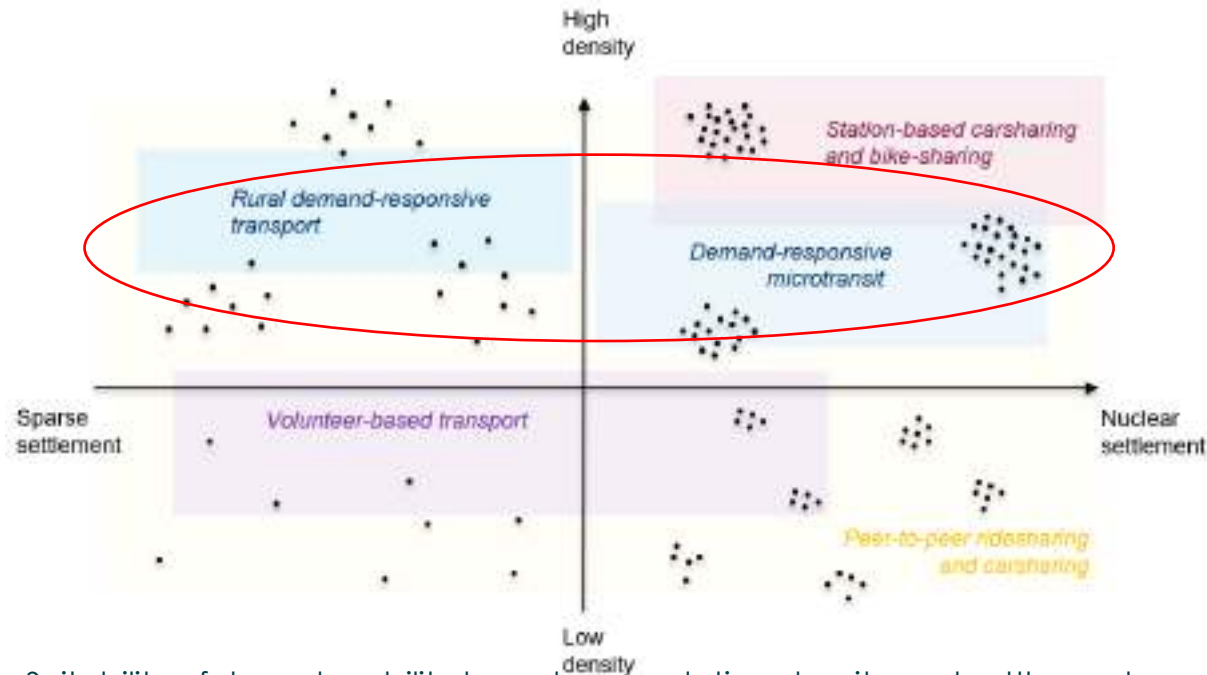 High
density
Station-based carsharing
and bike-sharing
Rural demand-responsive
transport
Demand-responsive
microtransit
Sparse
settlement
Volunteer-based transport
Nuclear
settlement
Peer-to-peer ridesharing
and carsharing
Low
density